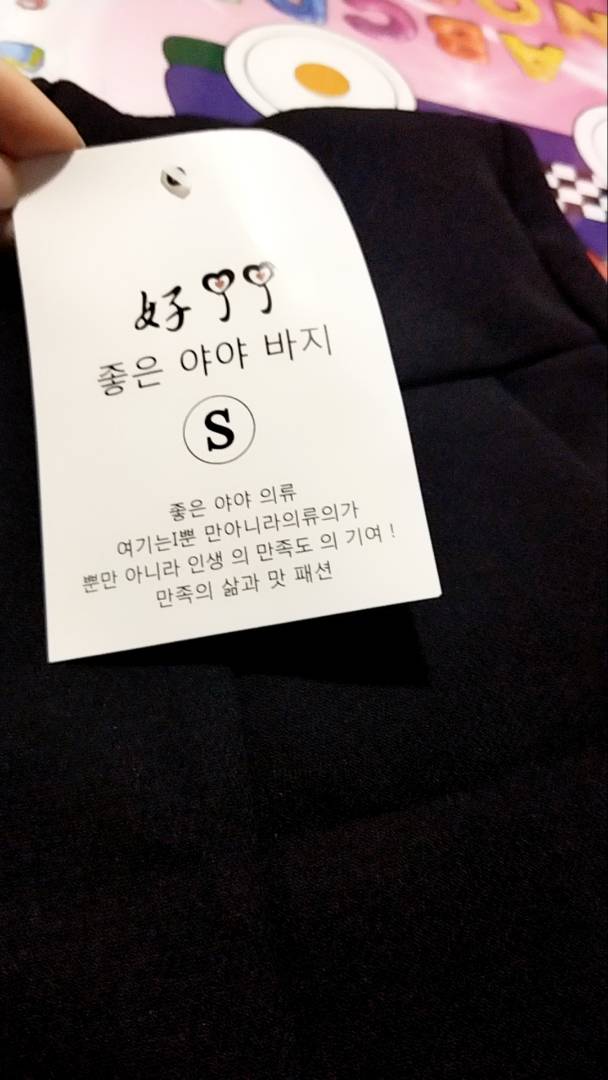 好丫丫
좋은 야야 바지
S
좋은 야야 의류
여기는I뿐 만아니라의류의가
뿐만 아니라 인생 의 만족도 의 기여 !
만족의 삶과 맛 패션